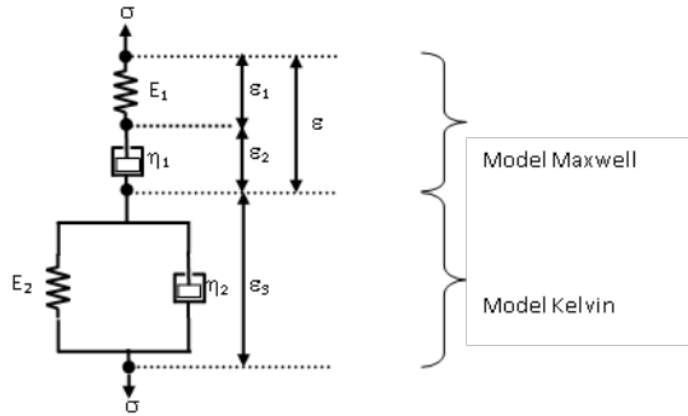 σ
E₁
ε₁
ε
η₁
ε₂
Model Maxwell
E₂
η₂
ε₃
Model Kelvin
σ